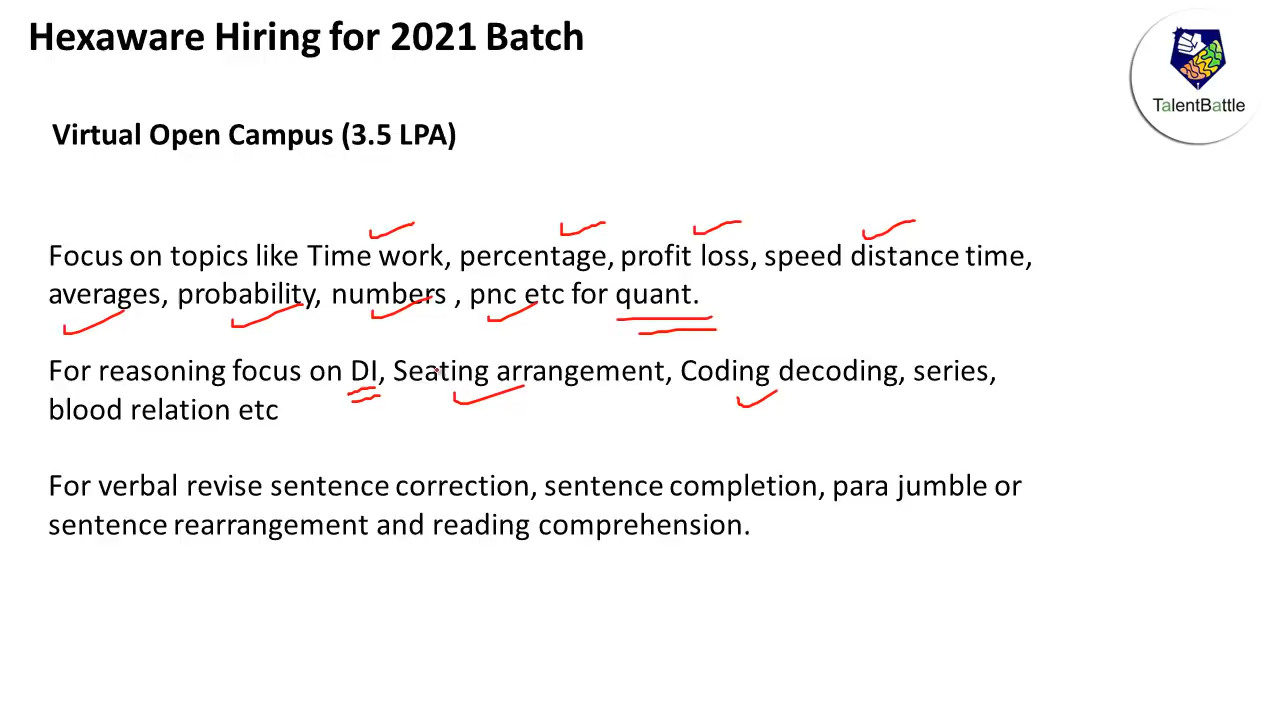 Hexaware Hiring for 2021 Batch
TalentBattle
Virtual Open Campus (3.5 LPA)
Focus on topics like Time work, percentage, profit loss, speed distance time,
averages, probability, numbers , pnc etc for quant.
For reasoning focus on DI, Seating arrangement, Coding decoding, series,
blood relation etc
For verbal revise sentence correction, sentence completion, para jumble or
sentence rearrangement and reading comprehension.